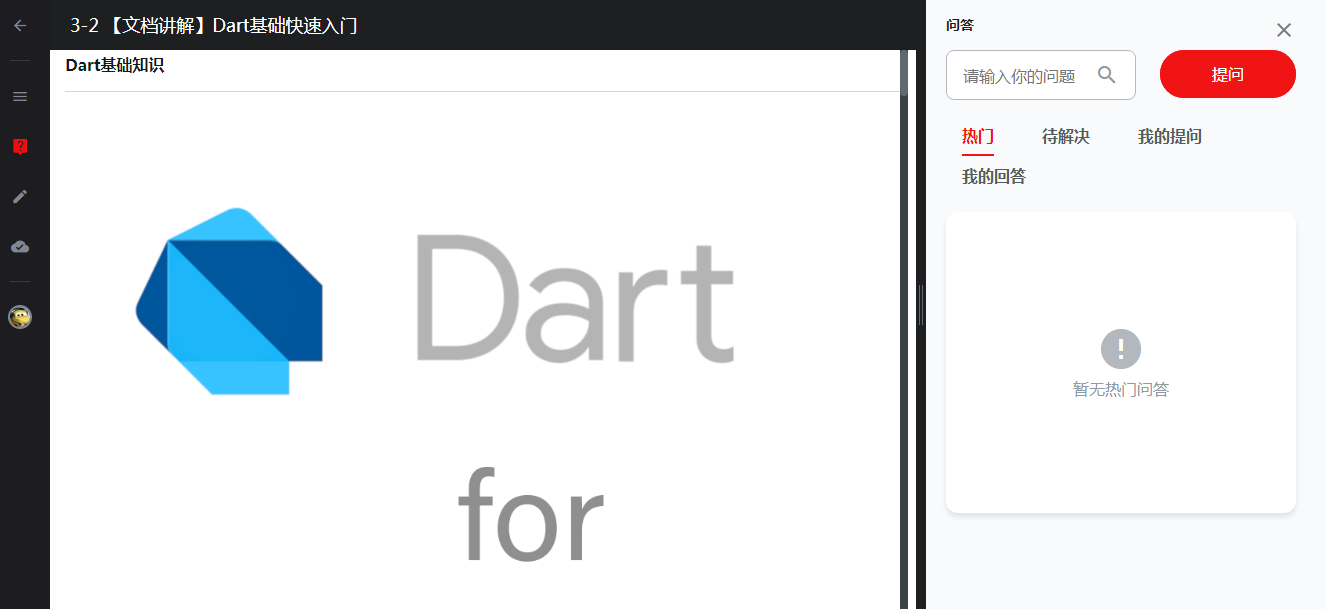 3-2 【文档讲解】Dart基础快速入门
Dart基础知识
Dart
for
问答
请输入你的问题
提问
热门 待解决 我的提问
我的回答
暂无热门问答